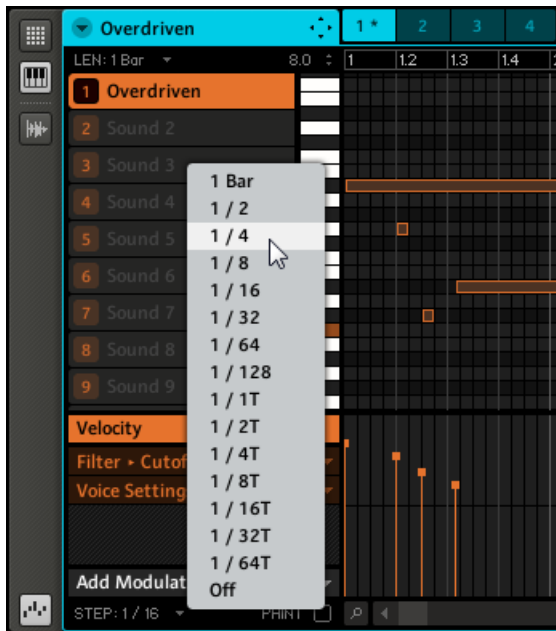 Overdriven 1 * 2 3 4
LEN: 1 Bar 8.0 1 1.2 1.3 1.4
1 Overdriven
2 Sound 2
3 Sound 3
4 Sound 4
5 Sound 5
6 Sound 6
7 Sound 7
8 Sound 8
9 Sound 9
1 Bar
1 / 2
1 / 4
1 / 8
1 / 16
1 / 32
1 / 64
1 / 128
1 / 1T
1 / 2T
1 / 4T
1 / 8T
1 / 16T
1 / 32T
1 / 64T
Off
Velocity
Filter ▸ Cutof
Voice Setting
Add Modulat
STEP: 1 / 16